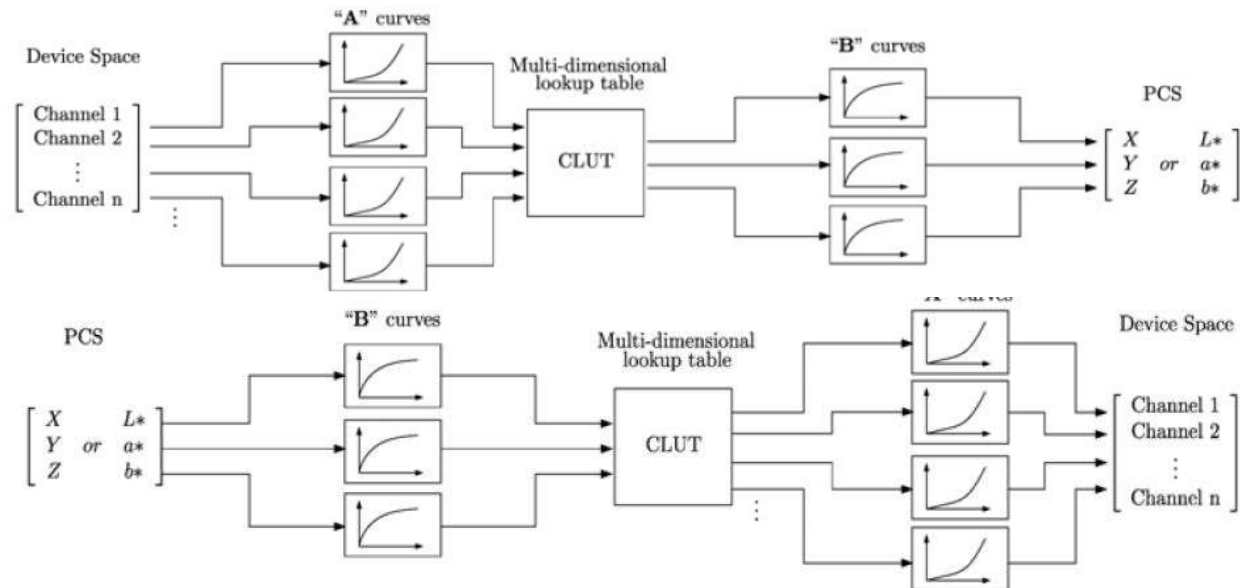 “A” curves
Device Space
Multi-dimensional
lookup table
“B” curves
PCS
Channel 1
Channel 2
⋮
Channel n
⋮
CLUT
X L*
Y or a*
Z b*
PCS
“B” curves
Multi-dimensional
lookup table
curves
Device Space
X L*
Y or a*
Z b*
CLUT
⋮
Channel 1
Channel 2
⋮
Channel n